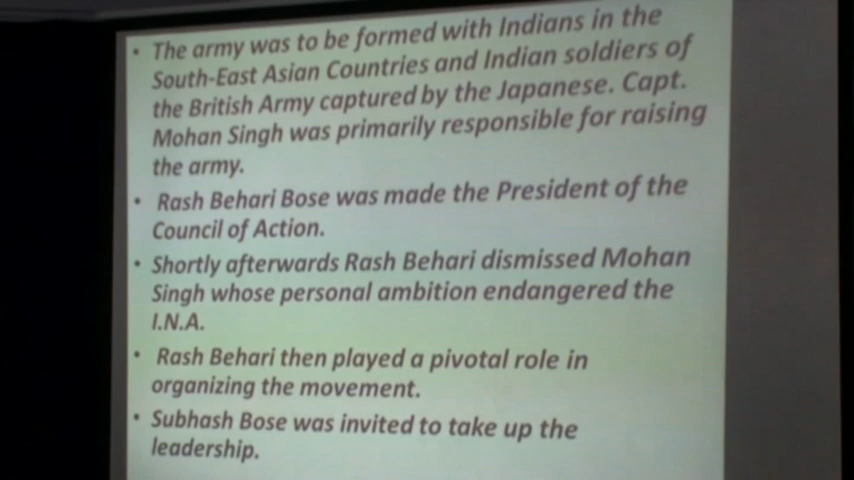 • The army was to be formed with Indians in the
South-East Asian Countries and Indian soldiers of
the British Army captured by the Japanese. Capt.
Mohan Singh was primarily responsible for raising
the army.
• Rash Behari Bose was made the President of the
Council of Action.
• Shortly afterwards Rash Behari dismissed Mohan
Singh whose personal ambition endangered the
I.N.A.
• Rash Behari then played a pivotal role in
organizing the movement.
• Subhash Bose was invited to take up the
leadership.